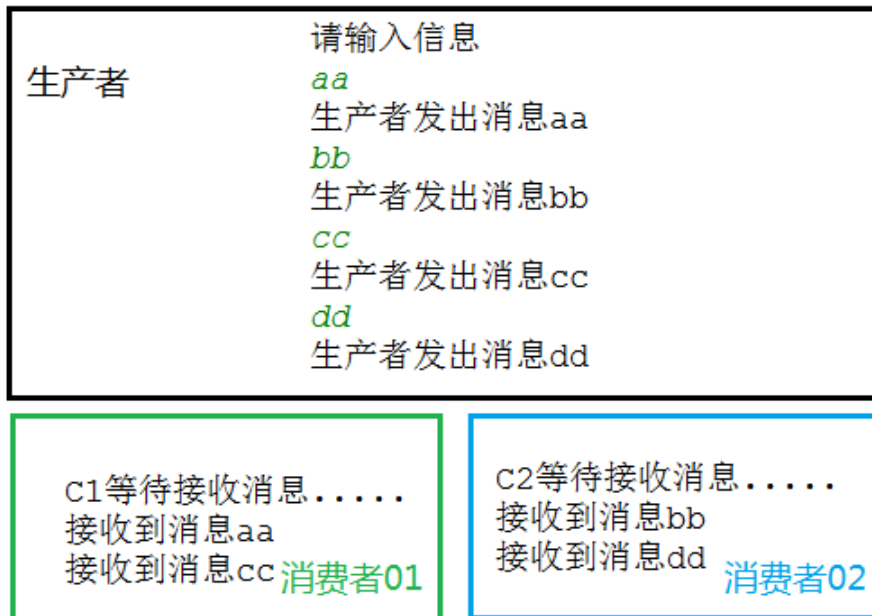 请输入信息
生产者
aa
生产者发出消息aa
bb
生产者发出消息bb
cc
生产者发出消息cc
dd
生产者发出消息dd
C1等待接收消息.....
接收到消息aa
接收到消息cc
消费者01
C2等待接收消息.....
接收到消息bb
接收到消息dd
消费者02